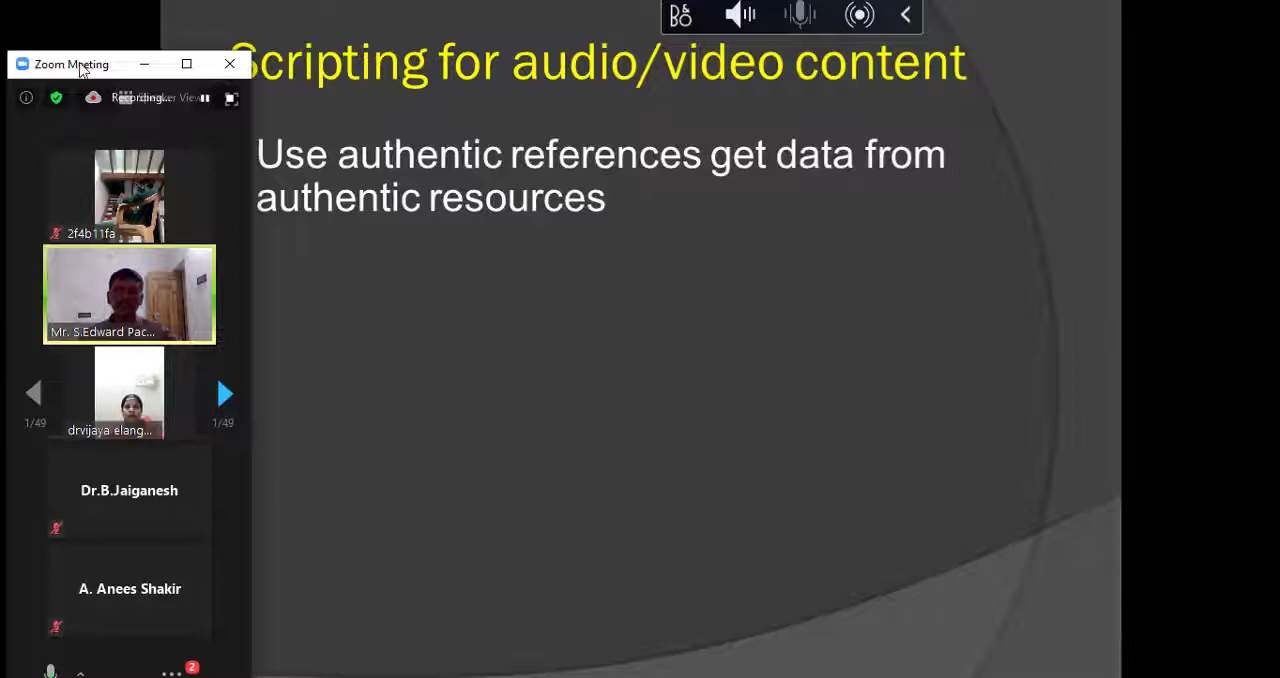 B&O
Scripting for audio/video content
Zoom Meeting
Recording...
Use authentic references get data from
authentic resources
2f4b11fa
Mr. S.Edward Pac...
1/49
1/49
drvijaya elang...
Dr.B.Jaiganesh
A. Anees Shakir
2